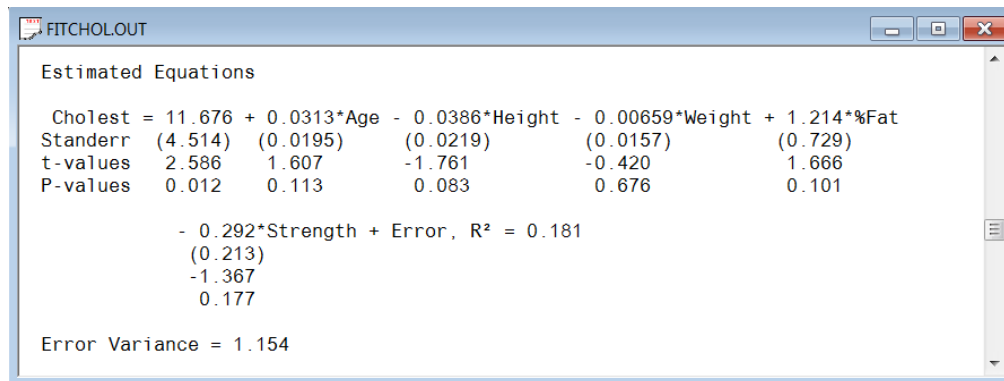 FITCHOL.OUT
Estimated Equations
Cholest = 11.676 + 0.0313*Age - 0.0386*Height - 0.00659*Weight + 1.214*%Fat
Standerr (4.514) (0.0195) (0.0219) (0.0157) (0.729)
t-values 2.586 1.607 -1.761 -0.420 1.666
P-values 0.012 0.113 0.083 0.676 0.101
- 0.292*Strength + Error, R² = 0.181
(0.213)
-1.367
0.177
Error Variance = 1.154